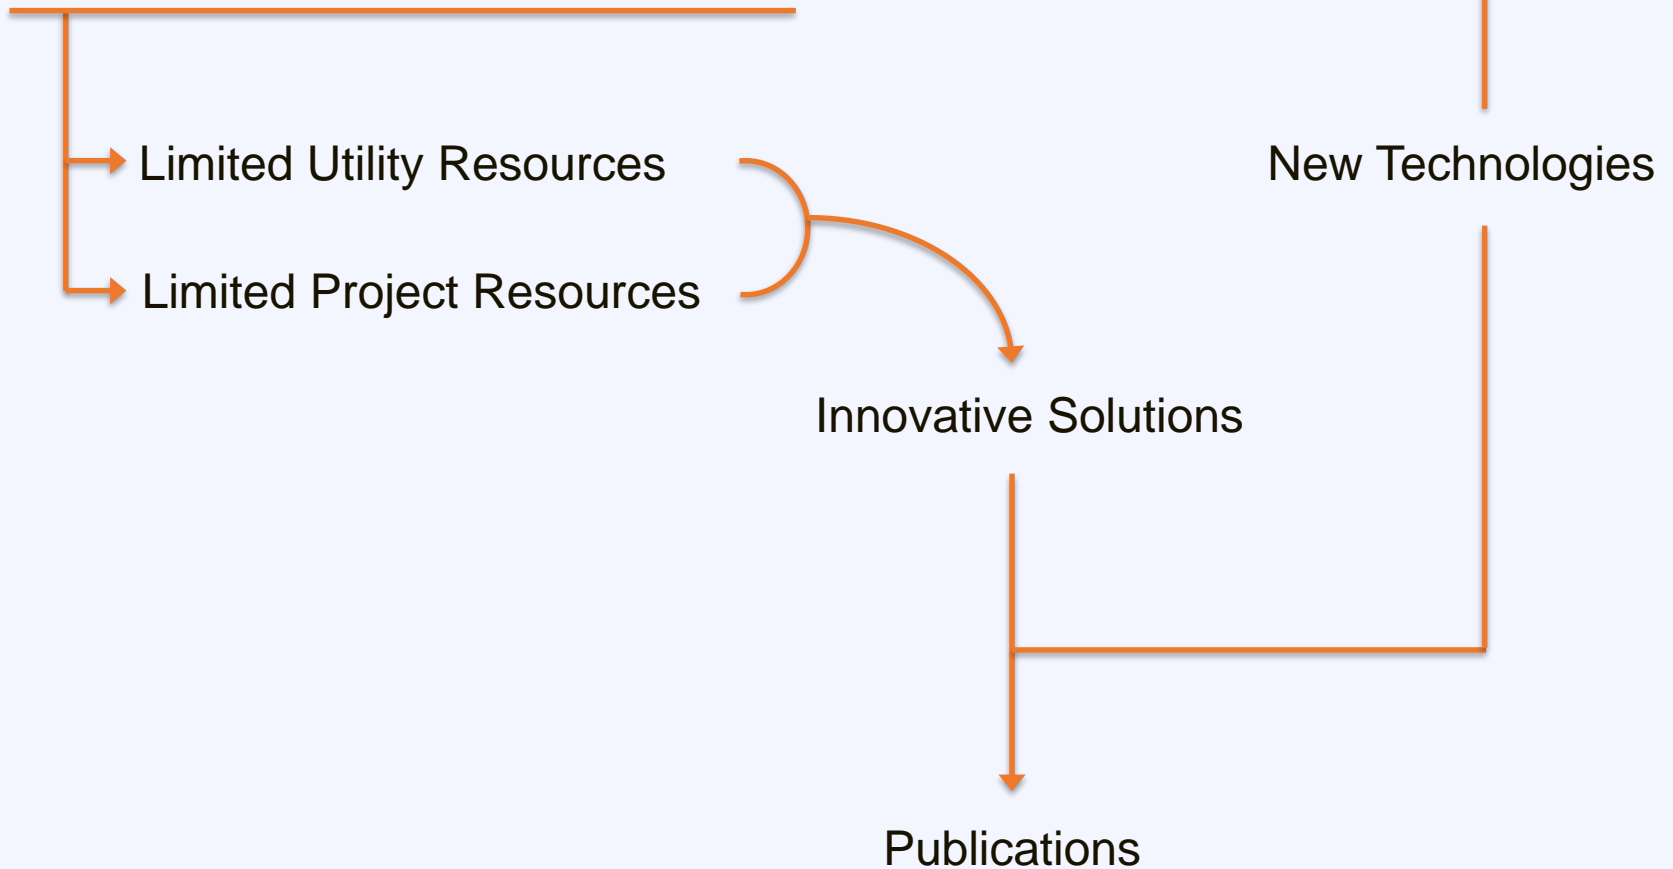 Limited Utility Resources
New Technologies
Limited Project Resources
Innovative Solutions
Publications